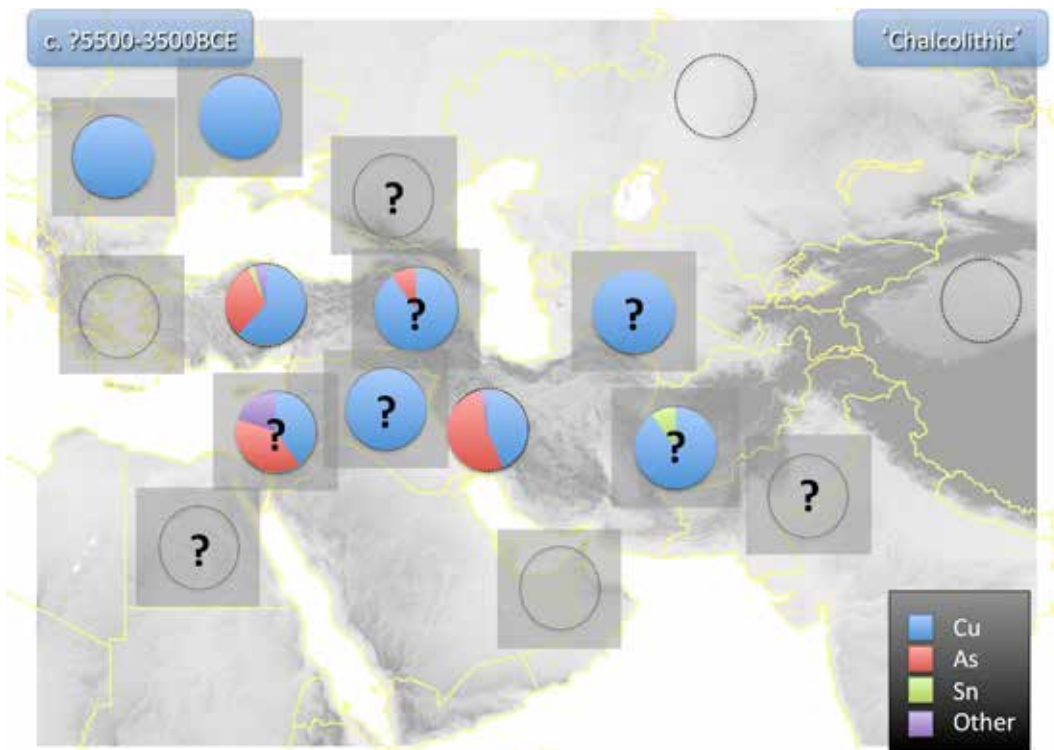 c. ?5500-3500BCE
'Chalcolithic'
?
?
?
?
?
?
?
?
Cu
As
Sn
Other